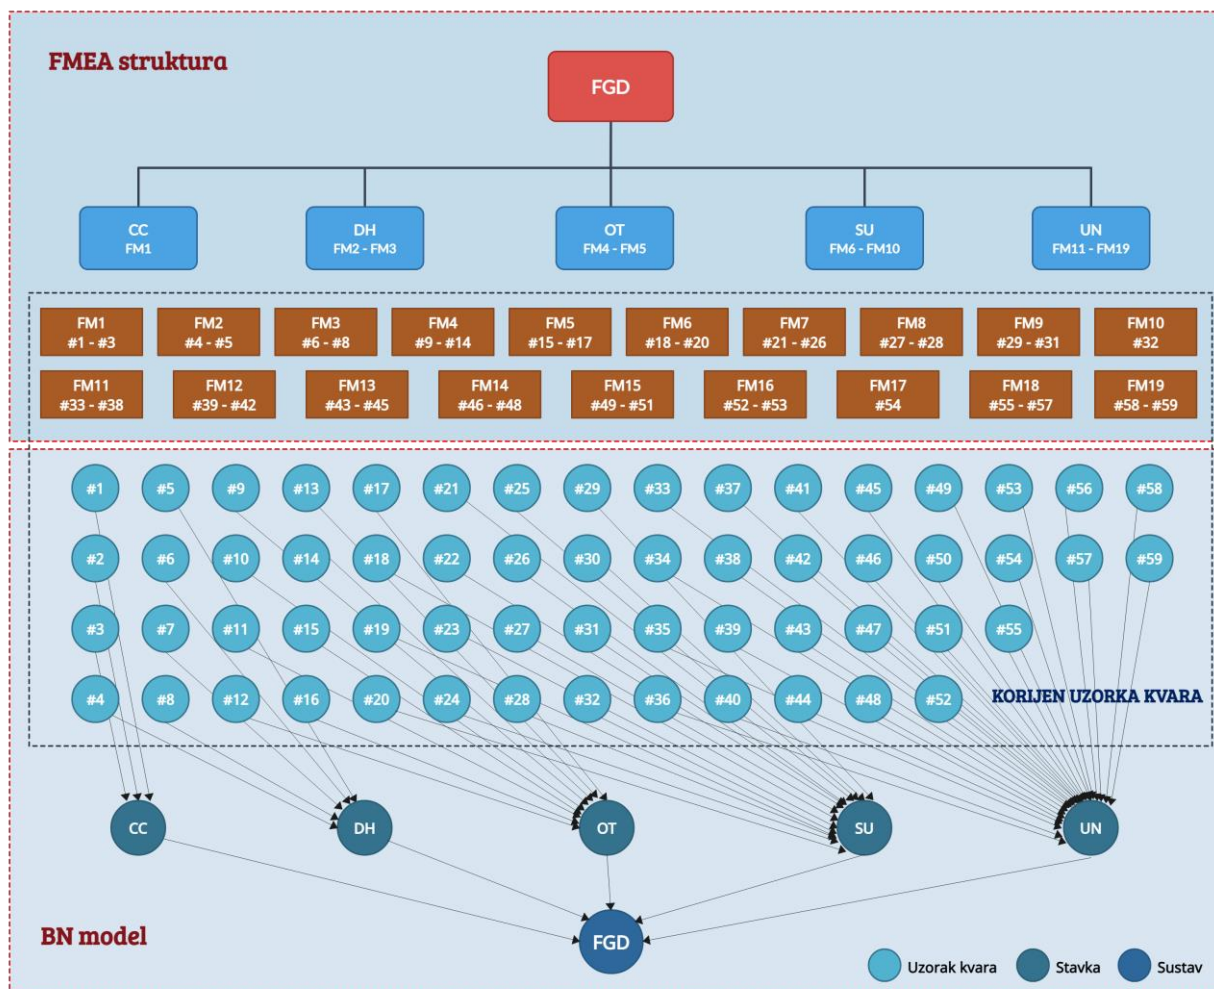 FMEA struktura
FGD
CC
FM1
DH
FM2 - FM3
OT
FM4 - FM5
SU
FM6 - FM10
UN
FM11 - FM19
FM1
#1 - #3
FM2
#4 - #5
FM3
#6 - #8
FM4
#9 - #14
FM5
#15 - #17
FM6
#18 - #20
FM7
#21 - #26
FM8
#27 - #28
FM9
#29 - #31
FM10
#32
FM11
#33 - #38
FM12
#39 - #42
FM13
#43 - #45
FM14
#46 - #48
FM15
#49 - #51
FM16
#52 - #53
FM17
#54
FM18
#55 - #57
FM19
#58 - #59
#1 #5 #9 #13 #17 #21 #25 #29 #33 #37 #41 #45 #49 #53 #56 #58
#2 #6 #10 #14 #18 #22 #26 #30 #34 #38 #42 #46 #50 #54 #57 #59
#3 #7 #11 #15 #19 #23 #27 #31 #35 #39 #43 #47 #51 #55
#4 #8 #12 #16 #20 #24 #28 #32 #36 #40 #44 #48 #52
KORIJEN UZORKA KVARA
CC DH OT SU UN
FGD
BN model
Uzorak kvara Stavka Sustav